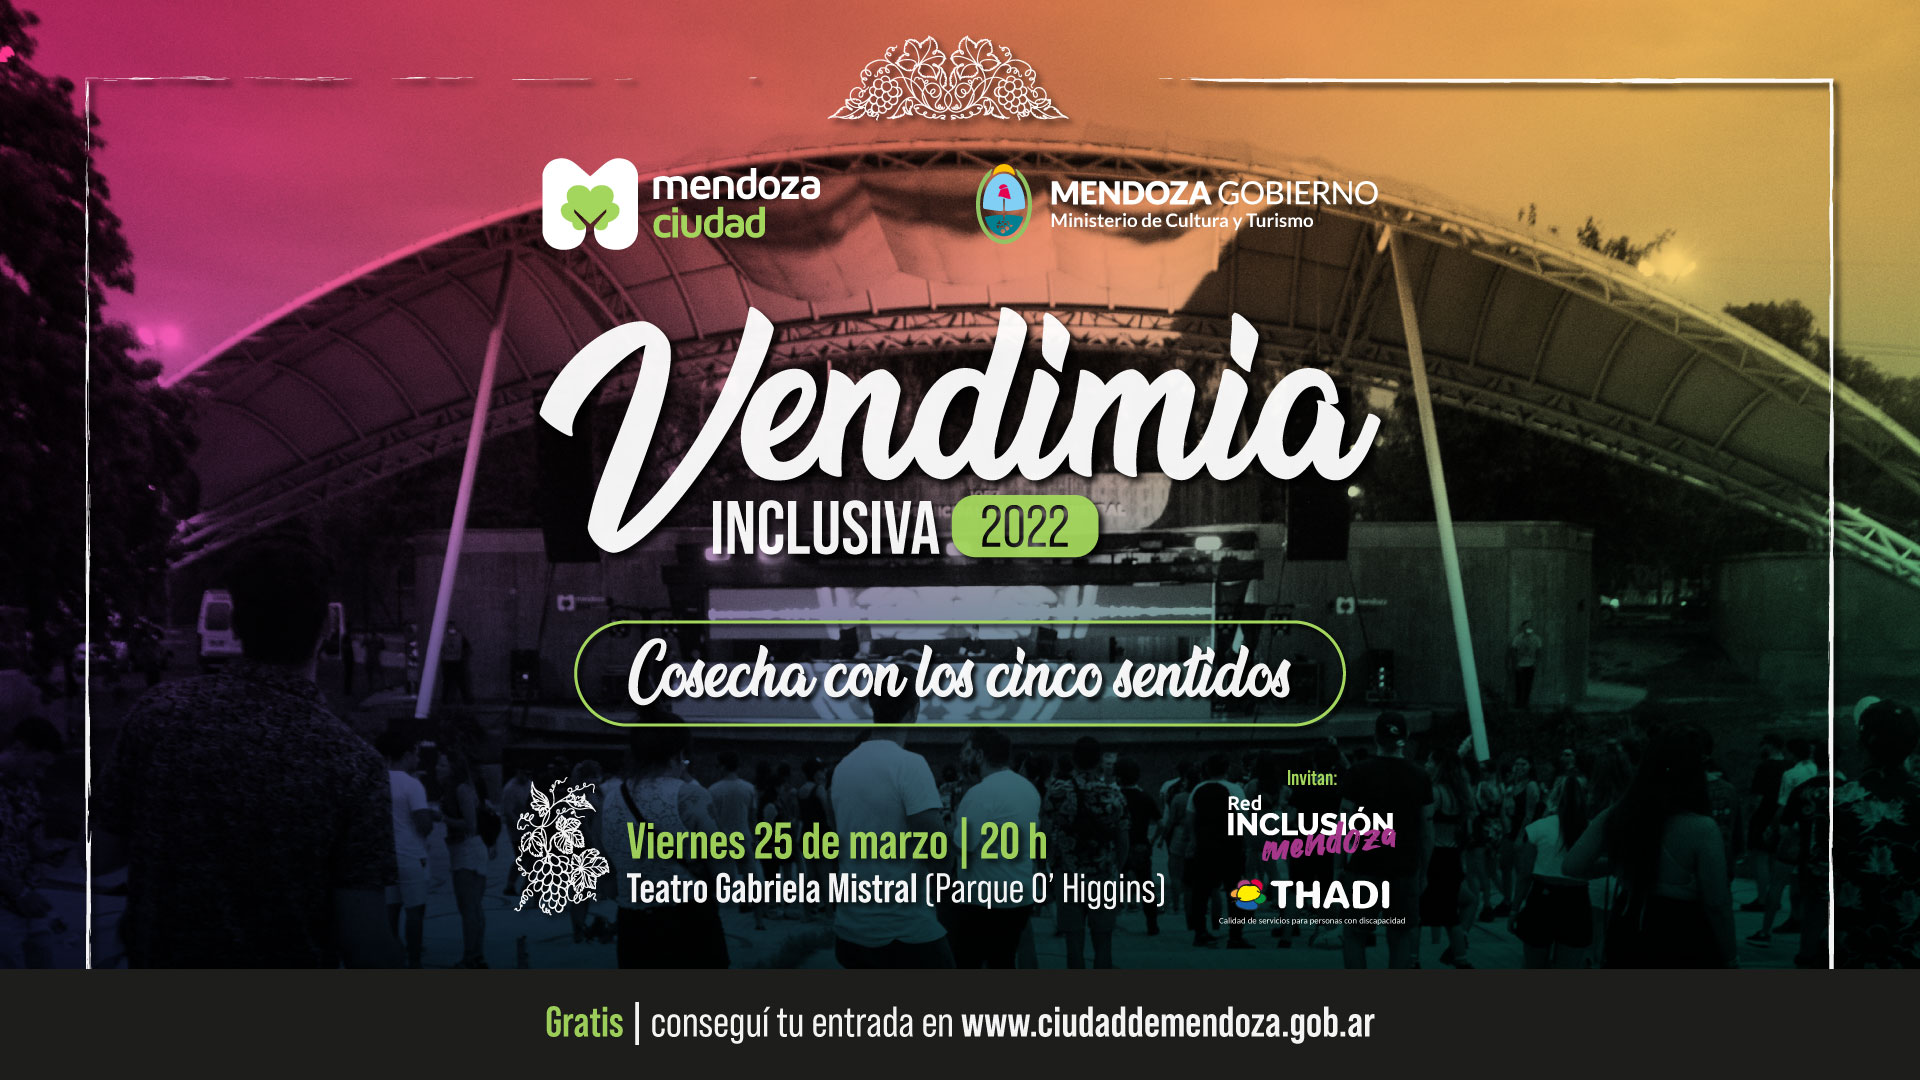 mendoza
ciudad
MENDOZA GOBIERNO
Ministerio de Cultura y Turismo
Vendimia
INCLUSIVA 2022
Cosecha con los cinco sentidos
Viernes 25 de marzo | 20 h
Teatro Gabriela Mistral (Parque O’ Higgins)
Invitan:
Red
INCLUSIÓN
mendoza
THADI
Calidad de servicios para personas con discapacidad
Gratis | conseguí tu entrada en www.ciudaddemendoza.gob.ar